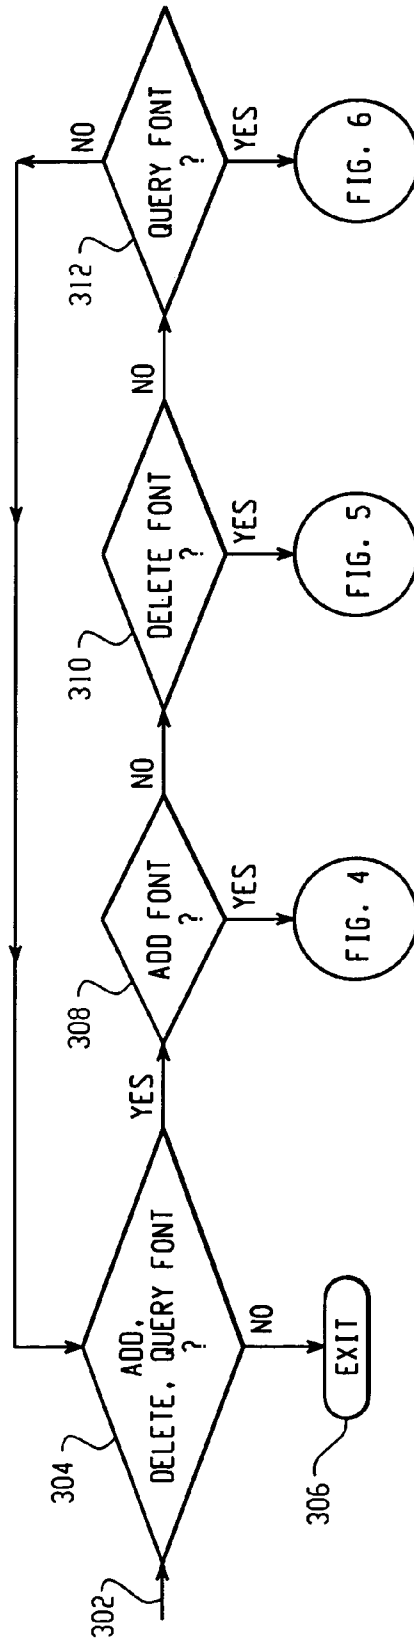 302
304
ADD,
DELETE, QUERY FONT
?
NO
306
EXIT
YES
308
ADD FONT
?
YES
FIG. 4
NO
310
DELETE FONT
?
YES
FIG. 5
NO
312
QUERY FONT
?
NO
YES
FIG. 6